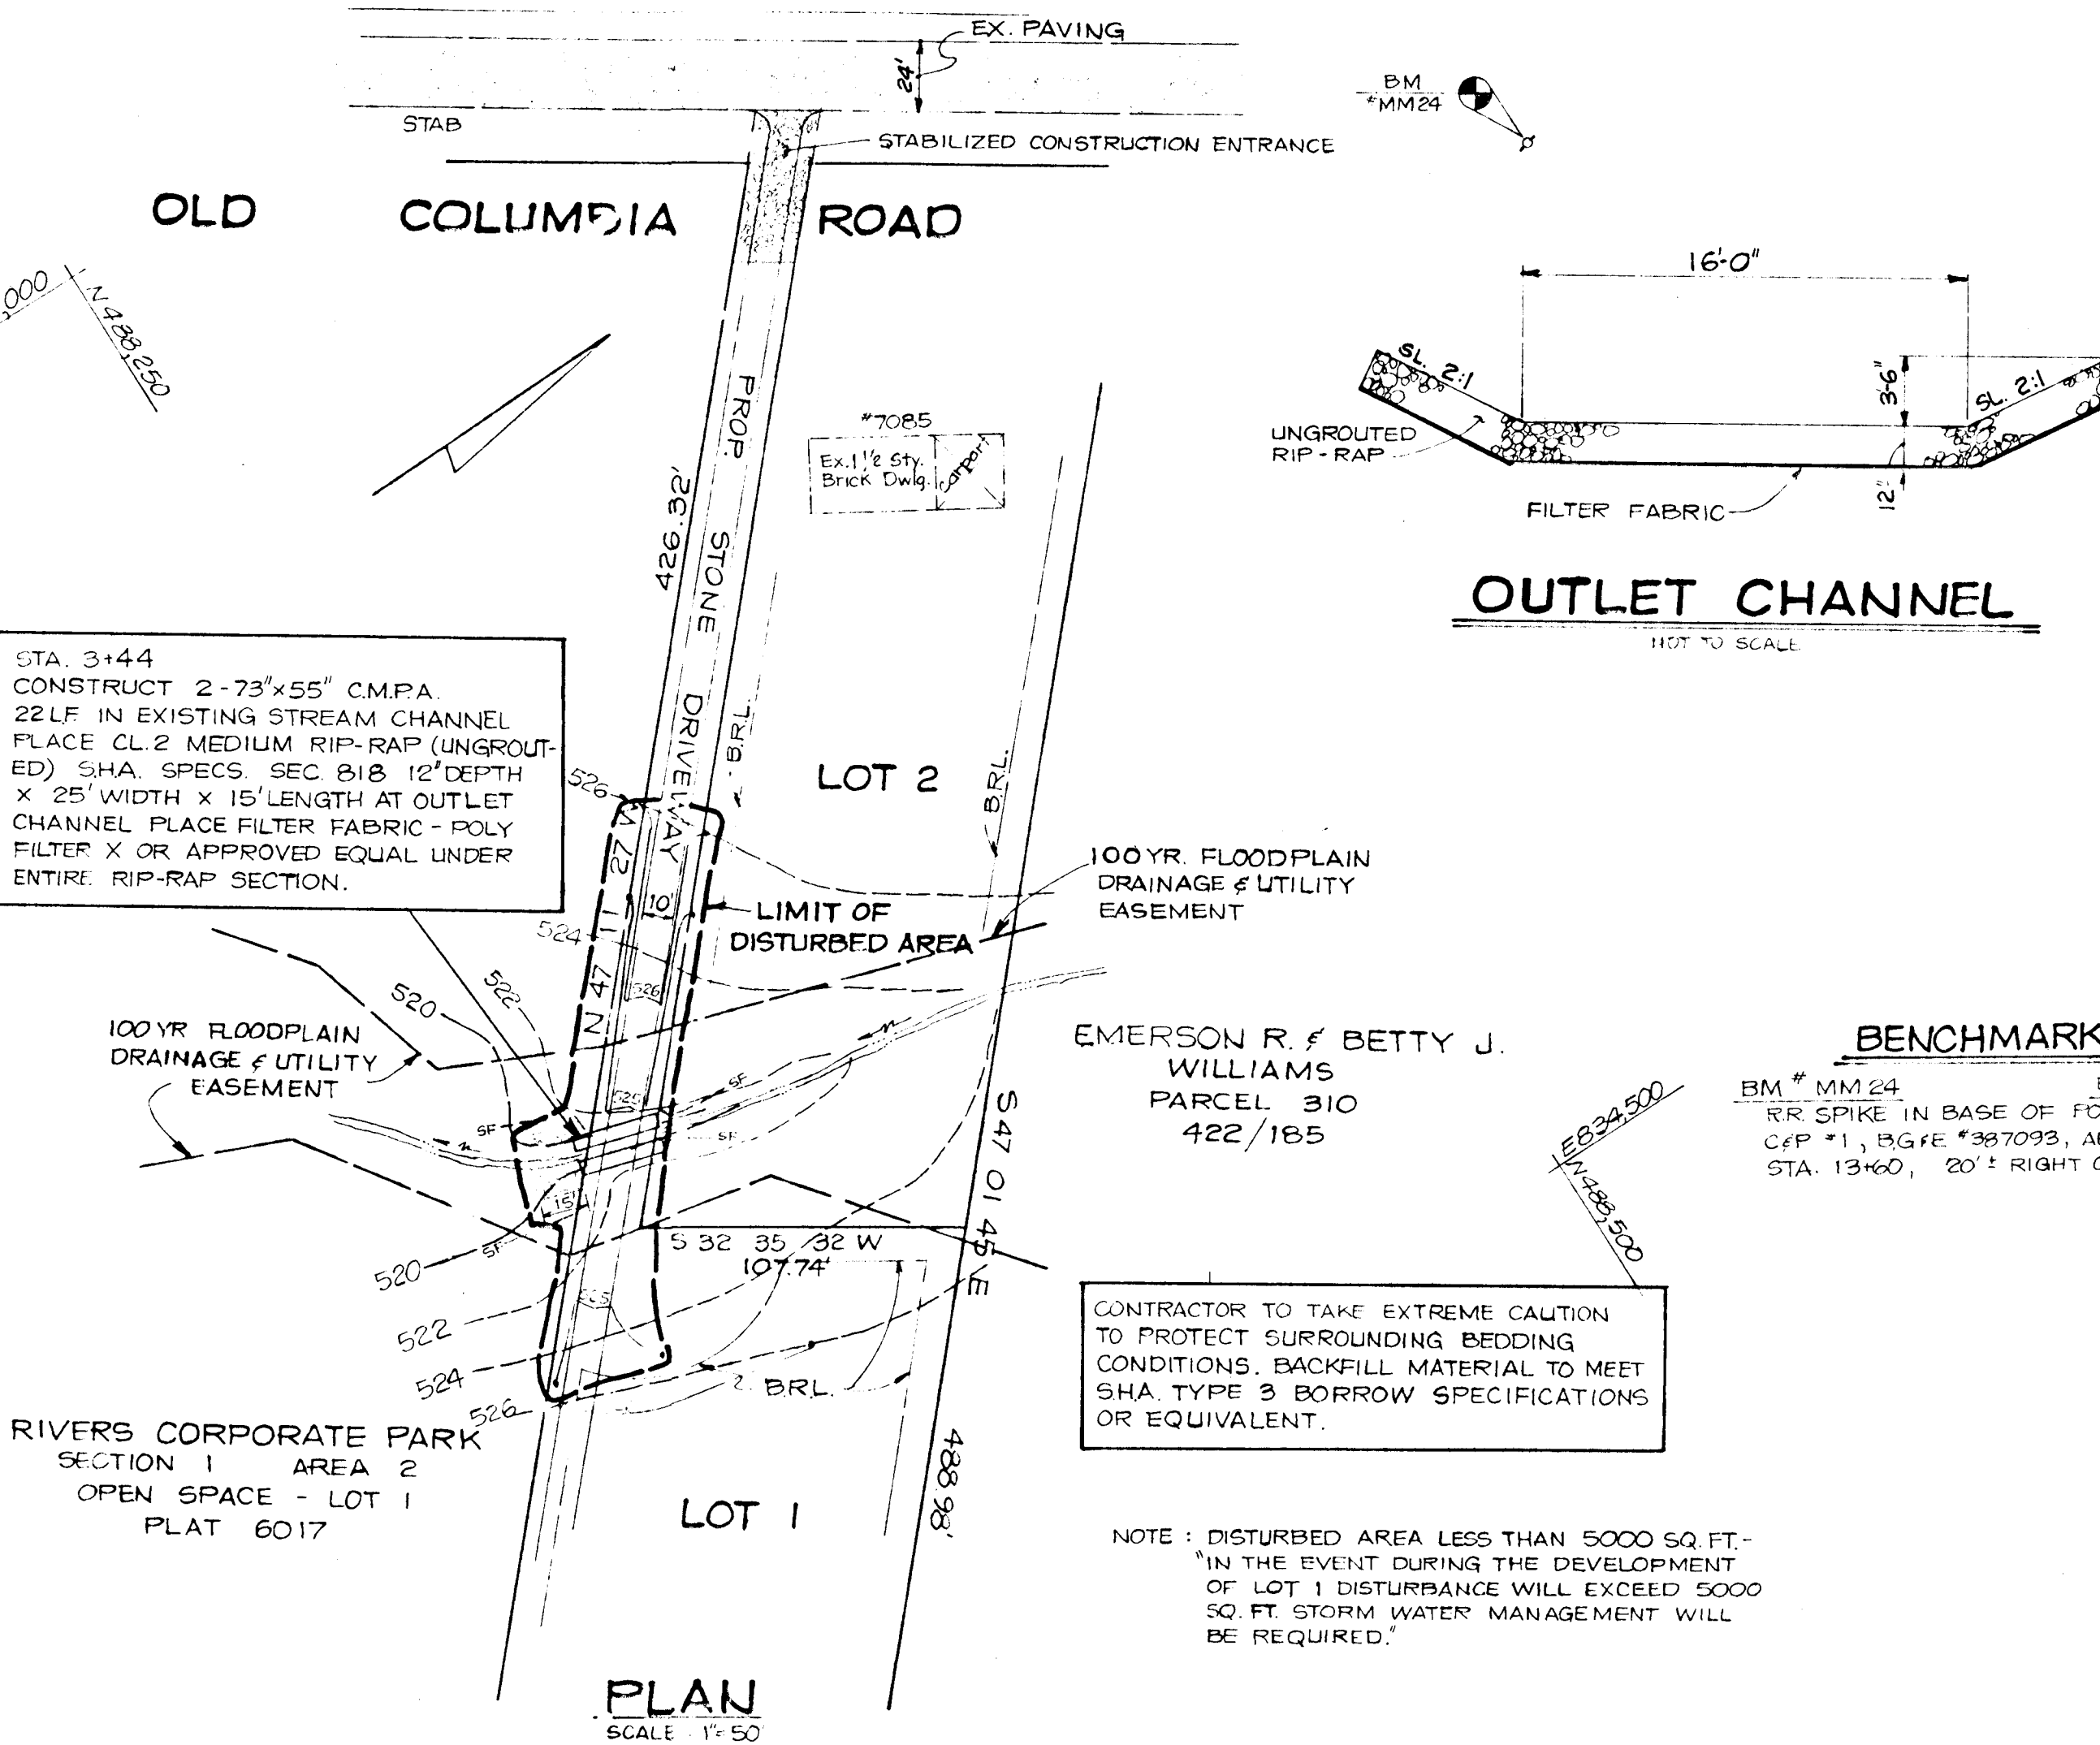 EX. PAVING
24'
BM
#MM24
STAB
STABILIZED CONSTRUCTION ENTRANCE
OLD COLUMBIA ROAD
,000
N488,250
16'-0"
SL. 2:1
3'-6"
SL. 2:1
UNGROUTED
RIP-RAP
12"
FILTER FABRIC
OUTLET CHANNEL
NOT TO SCALE
#7085
Ex. 1 1/2 Sty.
Brick Dwlg.
Carport
426.32'
PROP. STONE DRIVEWAY
B.R.L.
LOT 2
B.R.L.
STA. 3+44
CONSTRUCT 2-73"x55" C.M.P.A.
22 LF IN EXISTING STREAM CHANNEL
PLACE CL.2 MEDIUM RIP-RAP (UNGROUT-
ED) S.H.A. SPECS. SEC. 818 12" DEPTH
X 25' WIDTH X 15' LENGTH AT OUTLET
CHANNEL PLACE FILTER FABRIC - POLY
FILTER X OR APPROVED EQUAL UNDER
ENTIRE RIP-RAP SECTION.
526
N 47 11 27 W
10'
LIMIT OF
DISTURBED AREA
100 YR. FLOODPLAIN
DRAINAGE & UTILITY
EASEMENT
524
526
522
520
100 YR FLOODPLAIN
DRAINAGE & UTILITY
EASEMENT
EMERSON R. & BETTY J.
WILLIAMS
PARCEL 310
422/185
BENCHMARK
BM # MM24
R.R. SPIKE IN BASE OF
C&P #1, BG&E #387093,
STA. 13+60, 20'± RIGHT
E834,500
N488,500
SF
525
SF
SF
15'
SF
S 47 01 45 E
S 32 35 32 W
107.74'
520
522
524
526
B.R.L.
488.98'
CONTRACTOR TO TAKE EXTREME CAUTION
TO PROTECT SURROUNDING BEDDING
CONDITIONS. BACKFILL MATERIAL TO MEET
S.H.A. TYPE 3 BORROW SPECIFICATIONS
OR EQUIVALENT.
RIVERS CORPORATE PARK
SECTION 1 AREA 2
OPEN SPACE - LOT 1
PLAT 6017
LOT 1
NOTE : DISTURBED AREA LESS THAN 5000 SQ. FT.-
"IN THE EVENT DURING THE DEVELOPMENT
OF LOT 1 DISTURBANCE WILL EXCEED 5000
SQ. FT. STORM WATER MANAGEMENT WILL
BE REQUIRED."
PLAN
SCALE 1"=50'